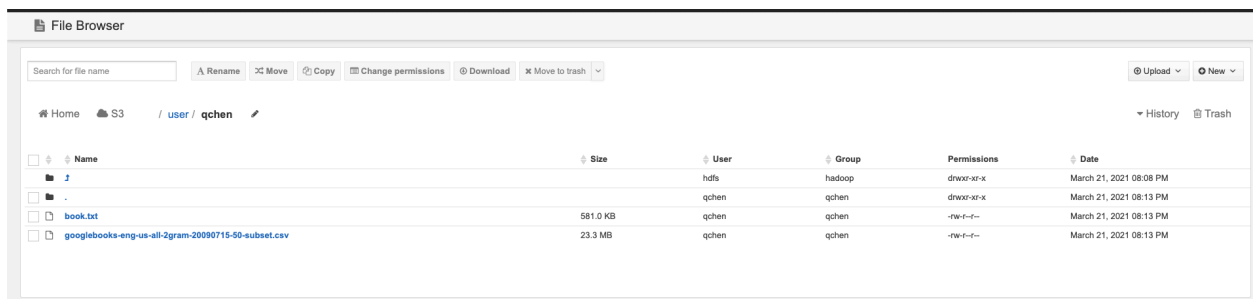 File Browser
Search for file name Rename Move Copy Change permissions Download Move to trash Upload New
Home S3 / user / qchen History Trash
Name Size User Group Permissions Date
hdfs hadoop drwxr-xr-x March 21, 2021 08:08 PM
. qchen qchen drwxr-xr-x March 21, 2021 08:13 PM
book.txt 581.0 KB qchen qchen -rw-r--r-- March 21, 2021 08:13 PM
googlebooks-eng-us-all-2gram-20090715-50-subset.csv 23.3 MB qchen qchen -rw-r--r-- March 21, 2021 08:13 PM